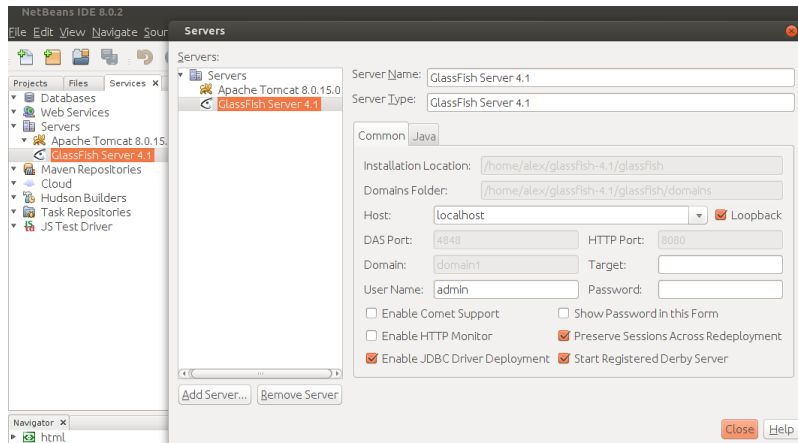 NetBeans IDE 8.0.2
File Edit View Navigate Sour
Projects Files Services
Databases
Web Services
Servers
Apache Tomcat 8.0.15.
GlassFish Server 4.1
Maven Repositories
Cloud
Hudson Builders
Task Repositories
JS Test Driver
Navigator
html
Servers
Servers:
Servers
Apache Tomcat 8.0.15.0
GlassFish Server 4.1
Add Server... Remove Server
Server Name: GlassFish Server 4.1
Server Type: GlassFish Server 4.1
Common Java
Installation Location: /home/alex/glassfish-4.1/glassfish
Domains Folder: /home/alex/glassfish-4.1/glassfish/domains
Host: localhost Loopback
DAS Port: 4848 HTTP Port: 8080
Domain: domain1 Target:
User Name: admin Password:
Enable Comet Support Show Password in this Form
Enable HTTP Monitor Preserve Sessions Across Redeployment
Enable JDBC Driver Deployment Start Registered Derby Server
Close Help